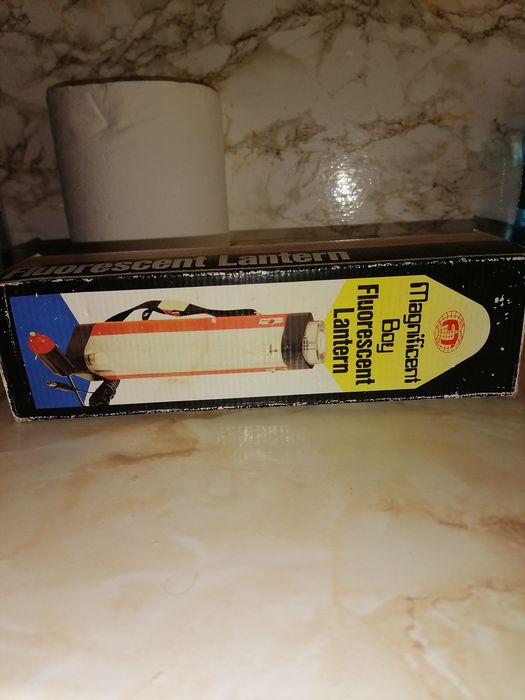 Fluorescent Lantern
Magnificent
Boy
Fluorescent
Lantern